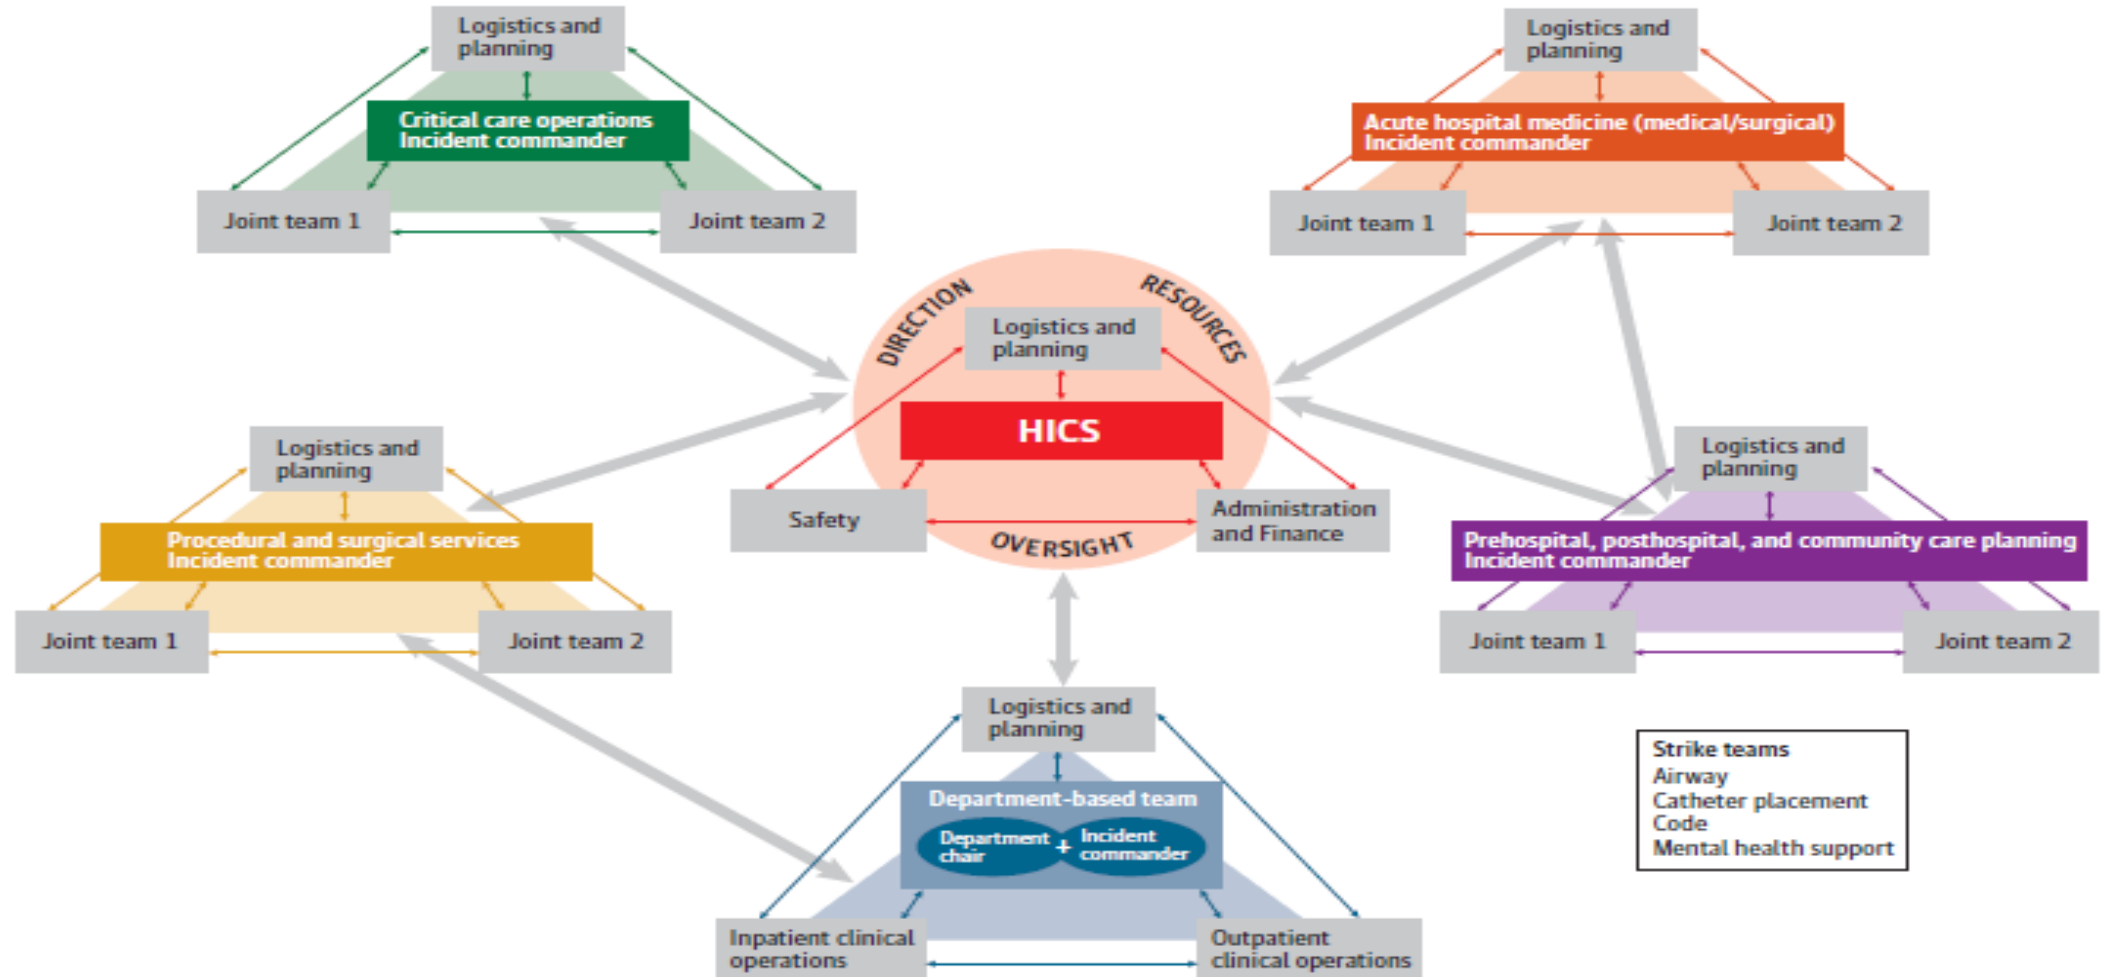 Logistics and
planning
Critical care operations
Incident commander
Joint team 1
Joint team 2
Logistics and
planning
Acute hospital medicine (medical/surgical)
Incident commander
Joint team 1
Joint team 2
DIRECTION
RESOURCES
Logistics and
planning
HICS
Safety
Administration
and Finance
OVERSIGHT
Logistics and
planning
Procedural and surgical services
Incident commander
Joint team 1
Joint team 2
Logistics and
planning
Prehospital, posthospital, and community care planning
Incident commander
Joint team 1
Joint team 2
Logistics and
planning
Department-based team
Department
chair
+
Incident
commander
Inpatient clinical
operations
Outpatient
clinical operations
Strike teams
Airway
Catheter placement
Code
Mental health support